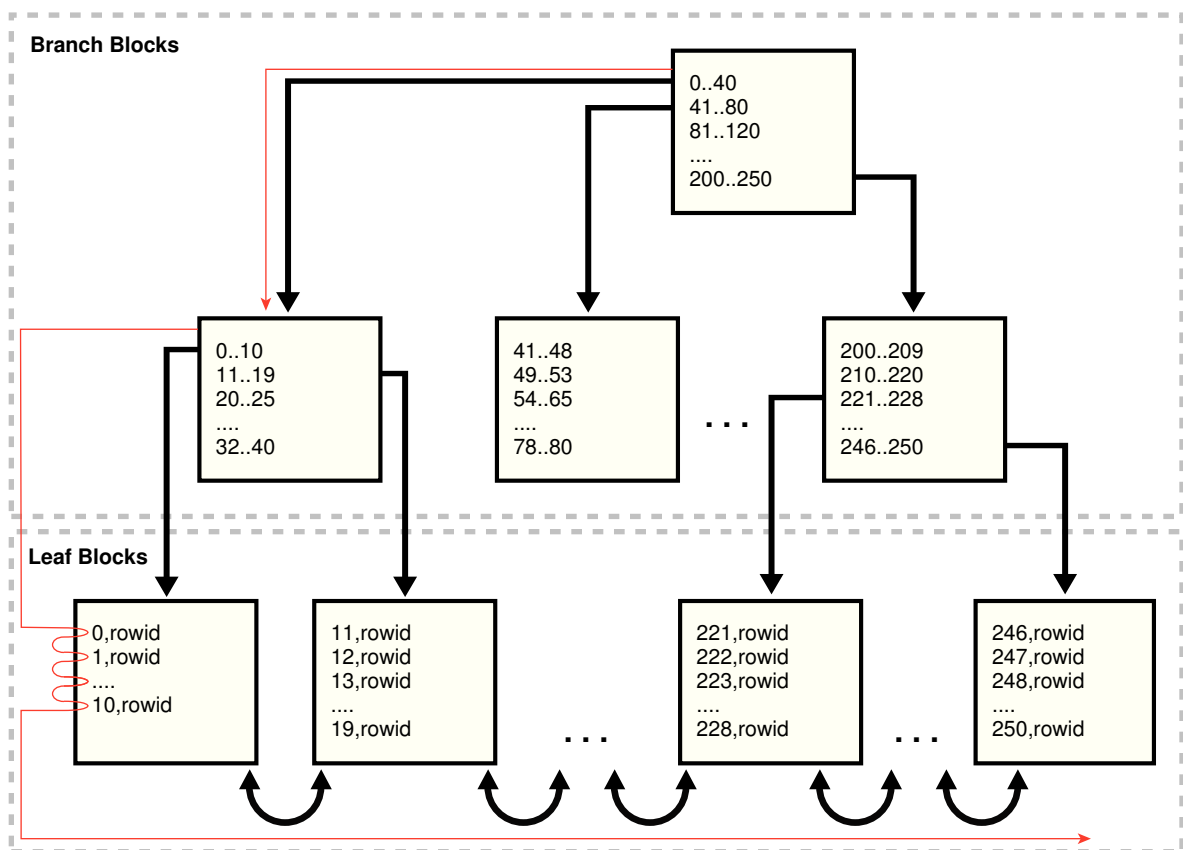 Branch Blocks
0..40
41..80
81..120
....
200..250
0..10
11..19
20..25
....
32..40
41..48
49..53
54..65
....
78..80
...
200..209
210..220
221..228
....
246..250
Leaf Blocks
0,rowid
1,rowid
....
10,rowid
11,rowid
12,rowid
13,rowid
....
19,rowid
...
221,rowid
222,rowid
223,rowid
....
228,rowid
...
246,rowid
247,rowid
248,rowid
....
250,rowid